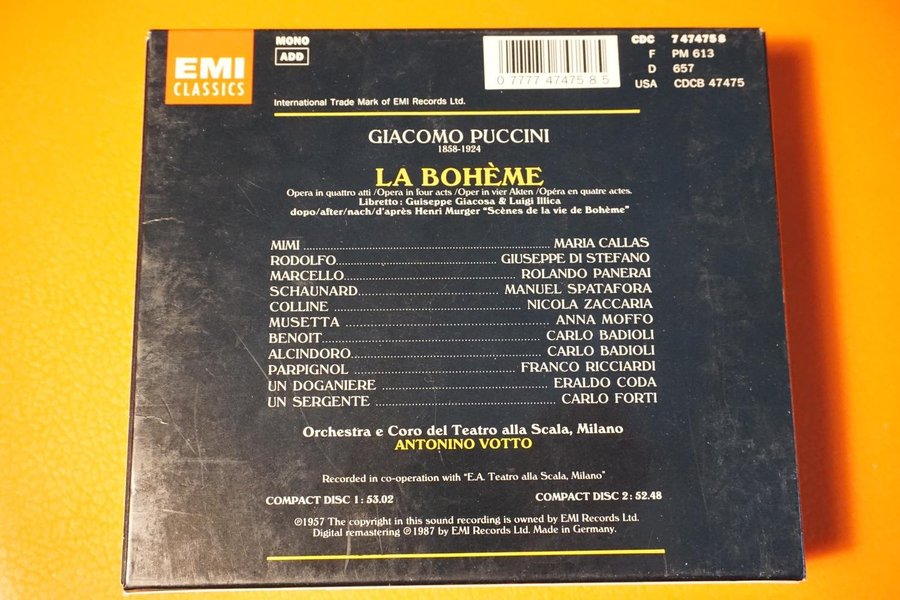 EMI
CLASSICS
MONO
ADD
0 7777 47475 8 5
CDC 7 47475 8
F PM 613
D 657
USA CDCB 47475
International Trade Mark of EMI Records Ltd.
GIACOMO PUCCINI
1858-1924
LA BOHÈME
Opera in quattro atti /Opera in four acts /Oper in vier Akten /Opéra en quatre actes.
Libretto: Guiseppe Giacosa & Luigi Illica
dopo/after/nach/d'après Henri Murger "Scènes de la vie de Bohème"
MIMI ........ MARIA CALLAS
RODOLFO ........ GIUSEPPE DI STEFANO
MARCELLO ........ ROLANDO PANERAI
SCHAUNARD ........ MANUEL SPATAFORA
COLLINE ........ NICOLA ZACCARIA
MUSETTA ........ ANNA MOFFO
BENOIT ........ CARLO BADIOLI
ALCINDORO ........ CARLO BADIOLI
PARPIGNOL ........ FRANCO RICCIARDI
UN DOGANIERE ........ ERALDO CODA
UN SERGENTE ........ CARLO FORTI
Orchestra e Coro del Teatro alla Scala, Milano
ANTONINO VOTTO
Recorded in co-operation with "E.A. Teatro alla Scala, Milano"
COMPACT DISC 1: 53.02 COMPACT DISC 2: 52.48
℗1957 The copyright in this sound recording is owned by EMI Records Ltd.
Digital remastering ℗1987 by EMI Records Ltd. Made in Germany.